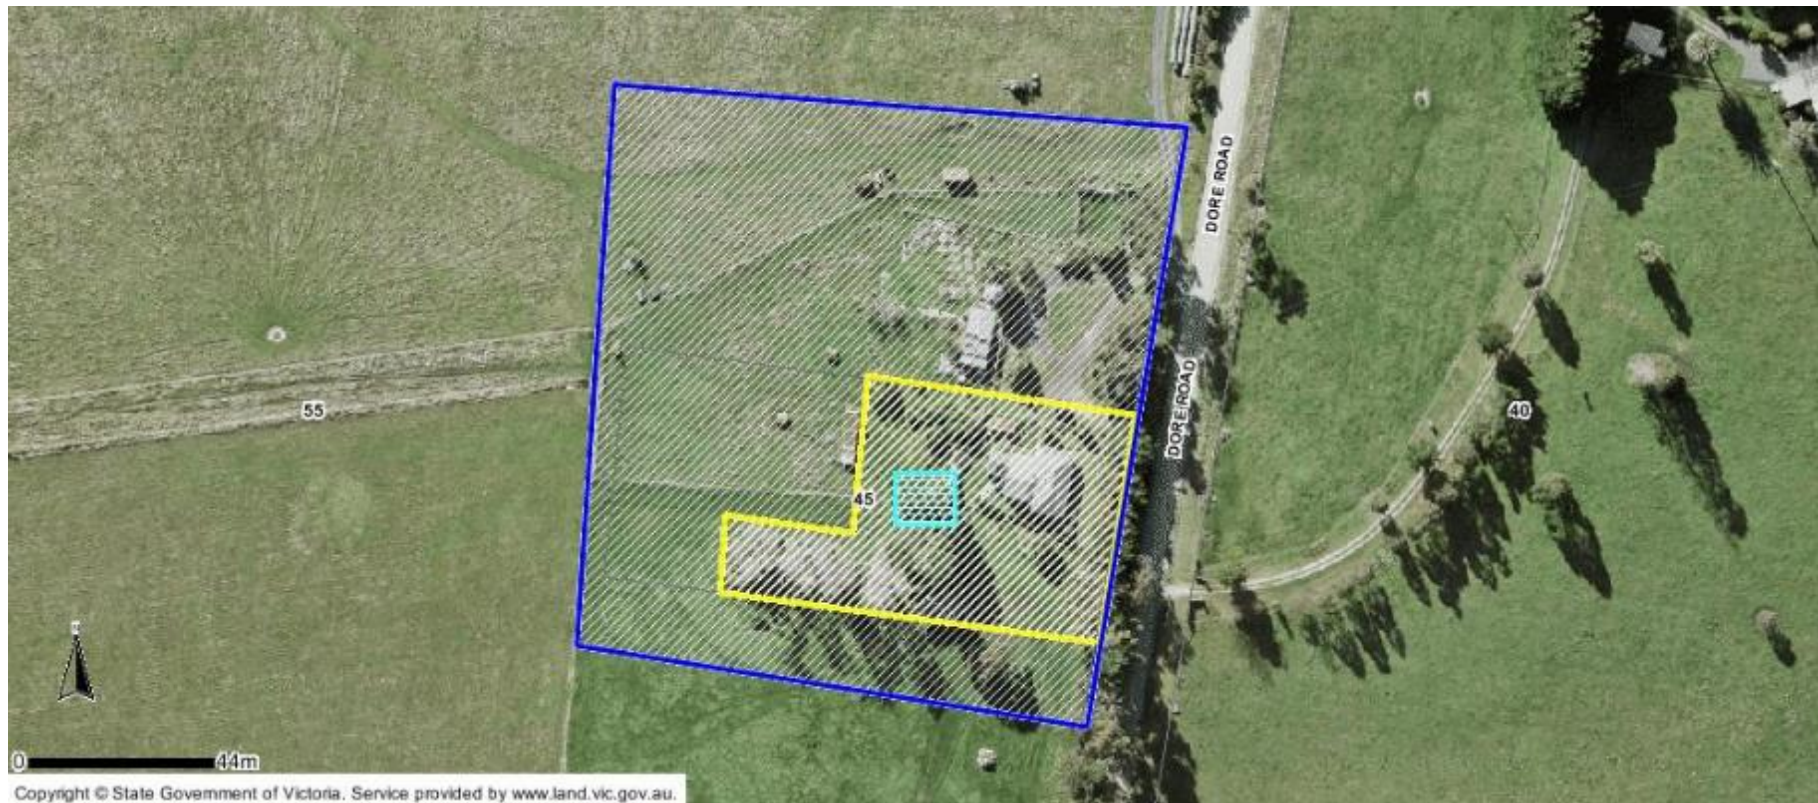 DORE ROAD
DORE ROAD
55
40
45
0 44m
Copyright © State Government of Victoria. Service provided by www.land.vic.gov.au.